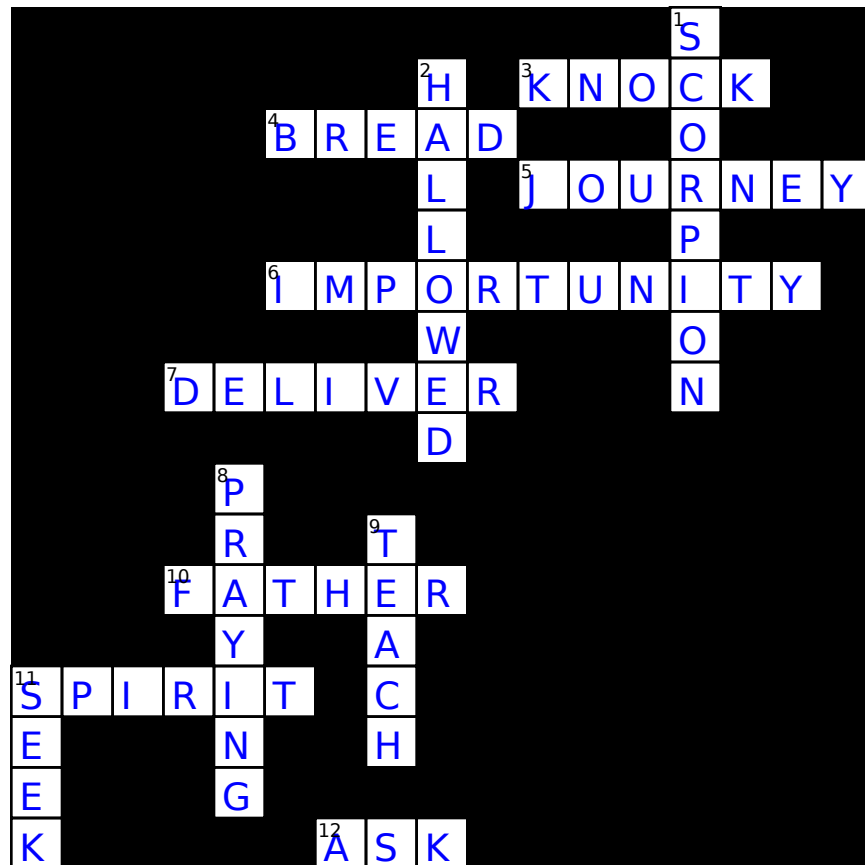 1 S
2 H 3 K N O C K
4 B R E A D O
L 5 J O U R N E Y
L P
6 I M P O R T U N I T Y
W O
7 D E L I V E R N
D
8 P
R 9 T
10 F A T H E R
Y A
11 S P I R I T C
E N H
E G
K 12 A S K